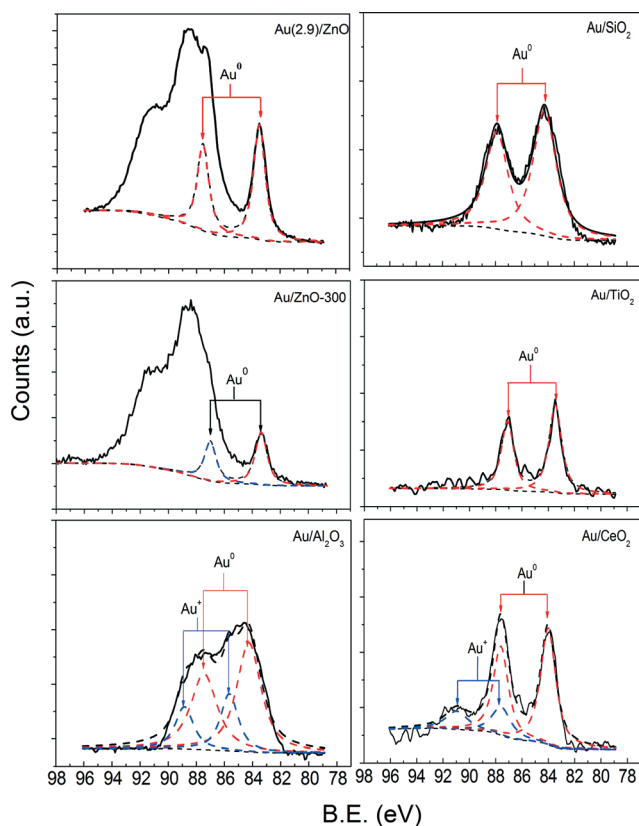 Au(2.9)/ZnO
Au⁰
Au/SiO₂
Au⁰
Au/ZnO-300
Au⁰
Au/TiO₂
Au⁰
Au/Al₂O₃
Au⁰
Au⁺
98 96 94 92 90 88 86 84 82 80 78
Au/CeO₂
Au⁰
Au⁺
98 96 94 92 90 88 86 84 82 80 78
Counts (a.u.)
B.E. (eV)